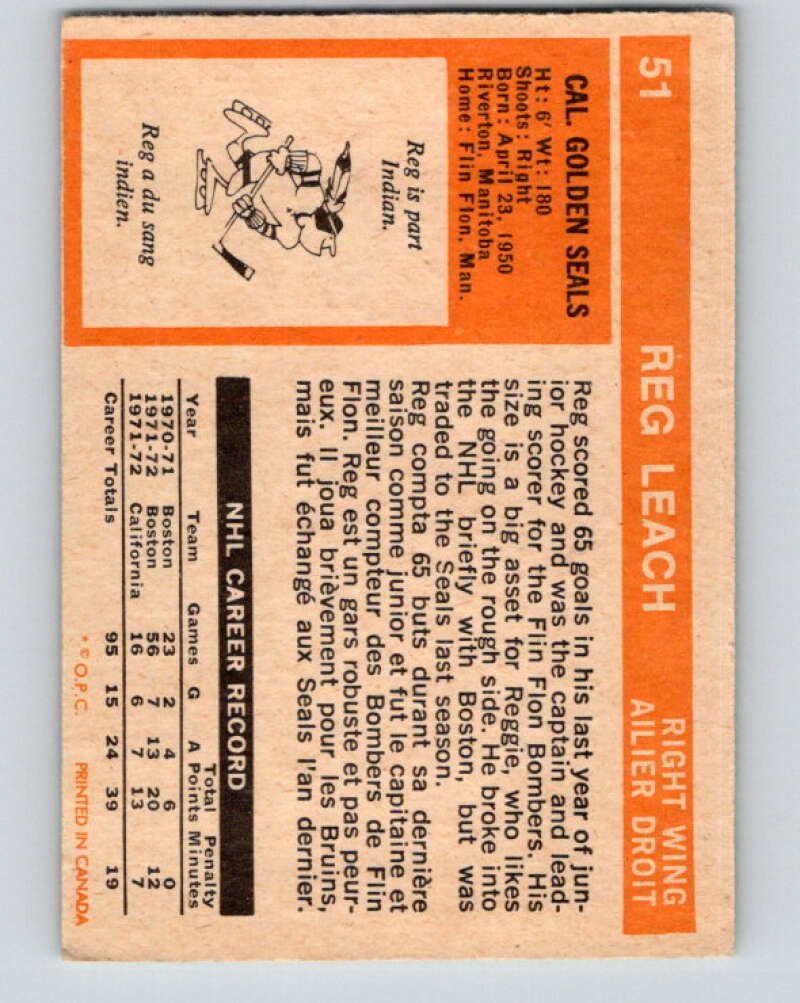 51
REG LEACH
RIGHT WING
AILIER DROIT
CAL. GOLDEN SEALS
Ht: 6' Wt: 180
Shoots: Right
Born: April 23, 1950
Riverton, Manitoba
Home: Flin Flon, Man.
Reg is part
Indian.
Reg a du sang
indien.
Reg scored 65 goals in his last year of jun-
ior hockey and was the captain and lead-
ing scorer for the Flin Flon Bombers. His
size is a big asset for Reggie, who likes
the going on the rough side. He broke into
the NHL briefly with Boston, but was
traded to the Seals last season.
Reg compta 65 buts durant sa dernière
saison comme junior et fut le capitaine et
meilleur compteur des Bombers de Flin
Flon. Reg est un gars robuste et pas peur-
eux. Il joua brièvement pour les Bruins,
mais fut échangé aux Seals l'an dernier.
NHL CAREER RECORD
Total Penalty
Year Team Games G A Points Minutes
1970-71 Boston 23 2 4 6 0
1971-72 Boston 56 7 13 20 12
1971-72 California 16 6 7 13 7
Career Totals 95 15 24 39 19
* © O.P.C. PRINTED IN CANADA